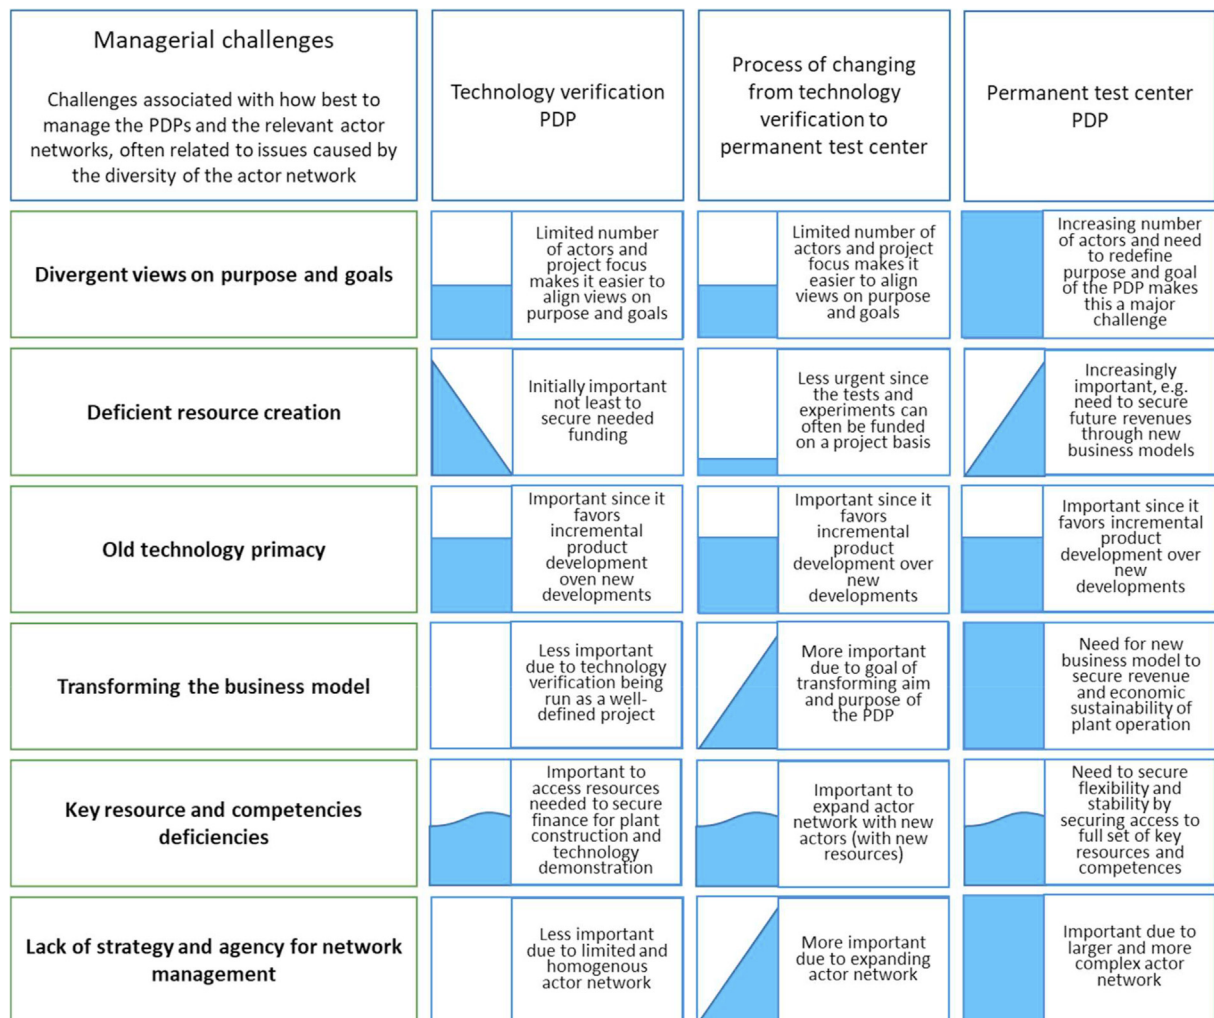 Managerial challenges
Challenges associated with how best to
manage the PDPs and the relevant actor
networks, often related to issues caused by
the diversity of the actor network
Technology verification
PDP
Process of changing
from technology
verification to
permanent test center
Permanent test center
PDP
Divergent views on purpose and goals
Limited number
of actors and
project focus
makes it easier to
align views on
purpose and goals
Limited number of
actors and project
focus makes it
easier to align
views on purpose
and goals
Increasing number
of actors and need
to redefine
purpose and goal
of the PDP makes
this a major
challenge
Deficient resource creation
Initially important
not least to
secure needed
funding
Less urgent since
the tests and
experiments can
often be funded
on a project basis
Increasingly
important, e.g.
need to secure
future revenues
through new
business models
Old technology primacy
Important since it
favors
incremental
product
development
oven new
developments
Important since it
favors
incremental
product
development over
new
developments
Important since it
favors incremental
product
development over
new
developments
Transforming the business model
Less important
due to technology
verification being
run as a well-
defined project
More important
due to goal of
transforming aim
and purpose of
the PDP
Need for new
business model to
secure revenue
and economic
sustainability of
plant operation
Key resource and competencies
deficiencies
Important to
access resources
needed to secure
finance for plant
construction and
technology
demonstration
Important to
expand actor
network with new
actors (with new
resources)
Need to secure
flexibility and
stability by
securing access to
full set of key
resources and
competences
Lack of strategy and agency for network
management
Less important
due to limited and
homogenous
actor network
More important
due to expanding
actor network
Important due to
larger and more
complex actor
network